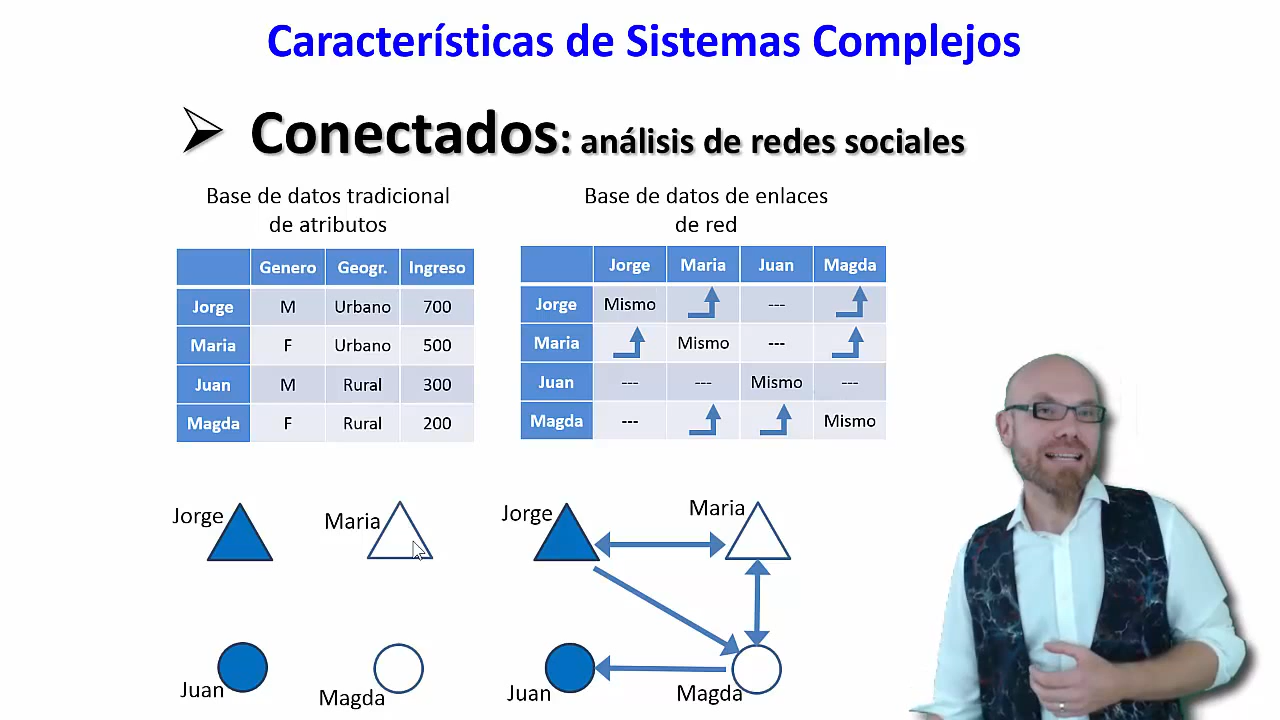 Características de Sistemas Complejos
Conectados: análisis de redes sociales
Base de datos tradicional
de atributos
Genero Geogr. Ingreso
Jorge M Urbano 700
Maria F Urbano 500
Juan M Rural 300
Magda F Rural 200
Base de datos de enlaces
de red
Jorge Maria Juan Magda
Jorge Mismo ---
Maria Mismo ---
Juan --- --- Mismo ---
Magda --- Mismo
Jorge
Maria
Juan
Magda
Jorge
Maria
Juan
Magda